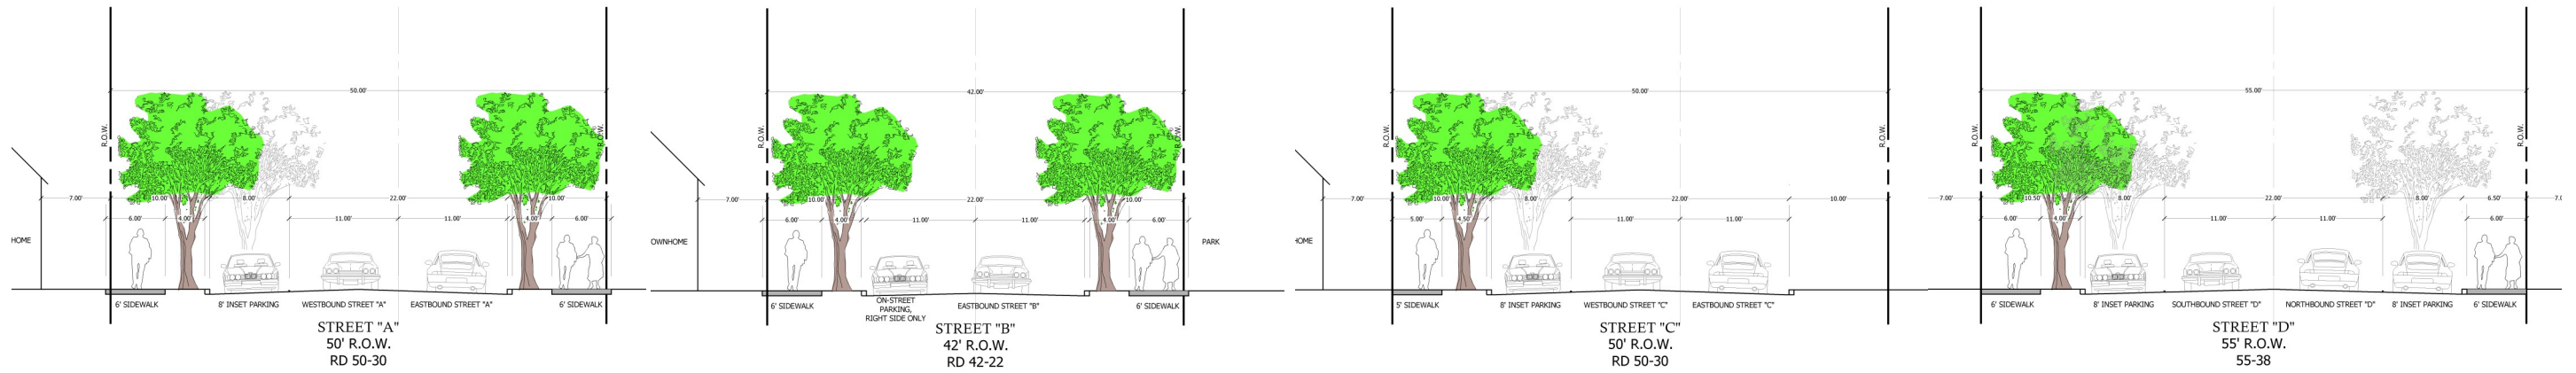 50.00'
R.O.W.
R.O.W.
7.00'
10.00'
8.00'
22.00'
10.00'
6.00'
4.00'
11.00'
11.00'
4.00'
6.00'
HOME
6' SIDEWALK
8' INSET PARKING
WESTBOUND STREET "A"
EASTBOUND STREET "A"
6' SIDEWALK
STREET "A"
50' R.O.W.
RD 50-30
42.00'
R.O.W.
R.O.W.
7.00'
10.00'
22.00'
10.00'
6.00'
4.00'
11.00'
11.00'
4.00'
6.00'
OWNHOME
PARK
6' SIDEWALK
ON-STREET
PARKING,
RIGHT SIDE ONLY
EASTBOUND STREET "B"
6' SIDEWALK
STREET "B"
42' R.O.W.
RD 42-22
50.00'
R.O.W.
R.O.W.
7.00'
10.00'
8.00'
22.00'
10.00'
5.00'
4.50'
11.00'
11.00'
HOME
5' SIDEWALK
8' INSET PARKING
WESTBOUND STREET "C"
EASTBOUND STREET "C"
STREET "C"
50' R.O.W.
RD 50-30
55.00'
R.O.W.
R.O.W.
7.00'
10.50'
8.00'
22.00'
8.00'
6.50'
6.00'
4.00'
11.00'
11.00'
6.00'
6' SIDEWALK
8' INSET PARKING
SOUTHBOUND STREET "D"
NORTHBOUND STREET "D"
8' INSET PARKING
6' SIDEWALK
STREET "D"
55' R.O.W.
55-38